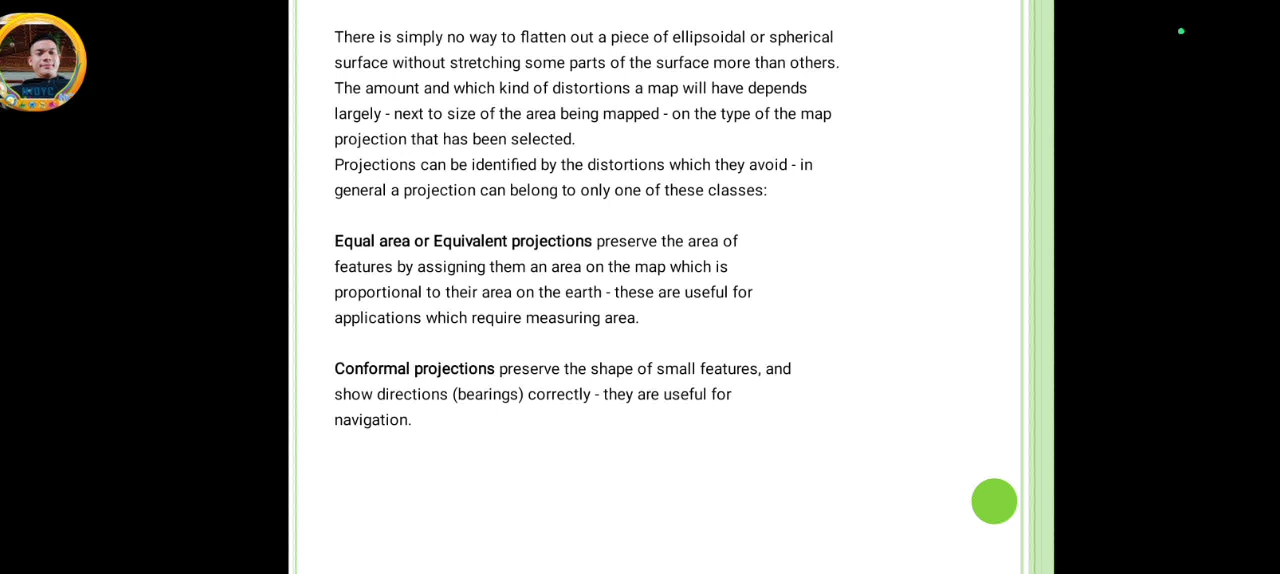 There is simply no way to flatten out a piece of ellipsoidal or spherical
surface without stretching some parts of the surface more than others.
The amount and which kind of distortions a map will have depends
largely - next to size of the area being mapped - on the type of the map
projection that has been selected.
Projections can be identified by the distortions which they avoid - in
general a projection can belong to only one of these classes:
Equal area or Equivalent projections preserve the area of
features by assigning them an area on the map which is
proportional to their area on the earth - these are useful for
applications which require measuring area.
Conformal projections preserve the shape of small features, and
show directions (bearings) correctly - they are useful for
navigation.